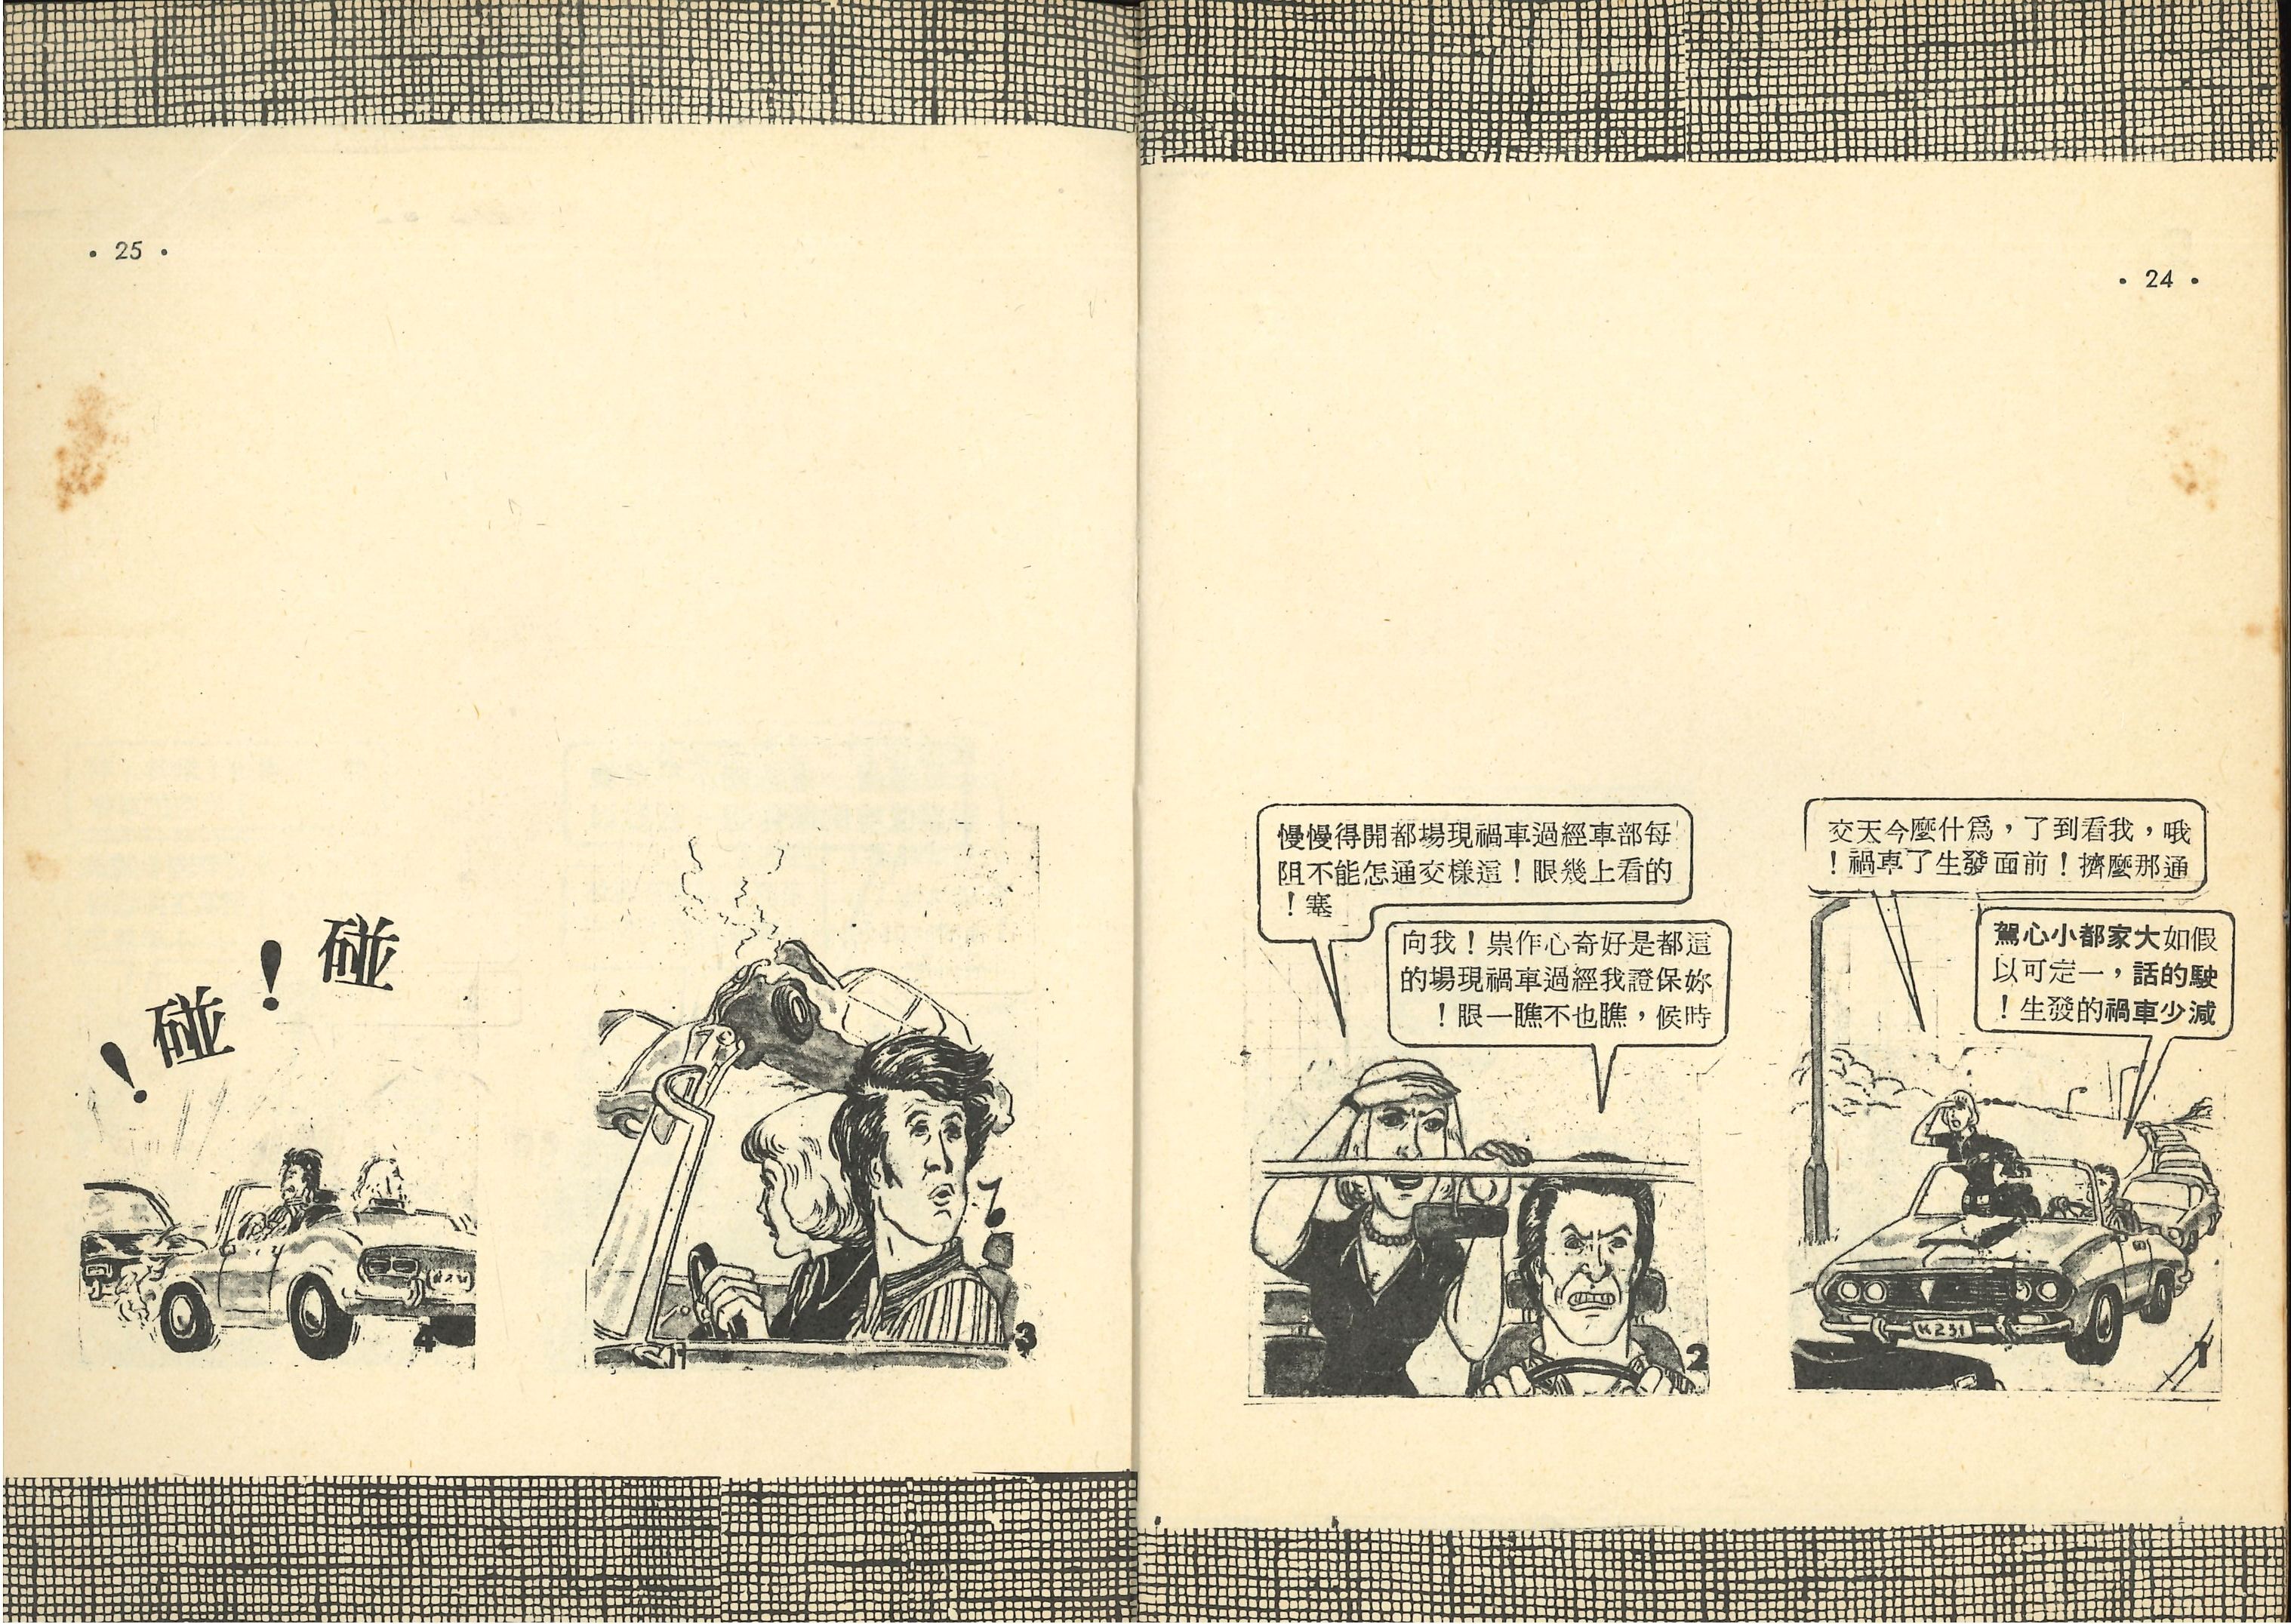 • 24 •
哦，我看到了，爲什麼今天交
通那麼擠！前面發生了車禍！
假如大家都小心駕
駛的話，一定可以
減少車禍的發生！
K231
1
每部車經過車禍現場都開得慢慢
的看上幾眼！這樣交通怎能不阻
塞！
這都是好奇心作祟！我向
妳保證我經過車禍現場的
時候，瞧也不瞧一眼！
2
• 25 •
3
碰！碰！
4